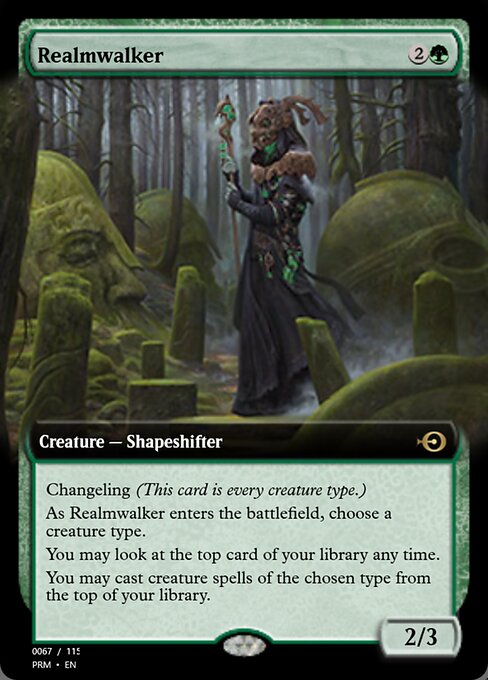 Realmwalker 2
Creature — Shapeshifter
Changeling (This card is every creature type.)
As Realmwalker enters the battlefield, choose a
creature type.
You may look at the top card of your library any time.
You may cast creature spells of the chosen type from
the top of your library.
2/3
0067 / 115
PRM • EN